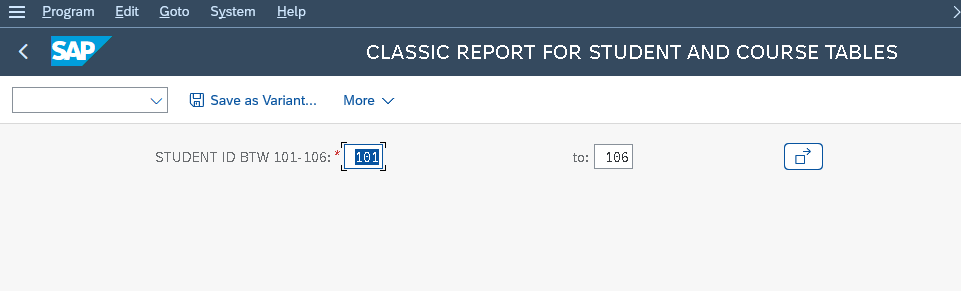 Program Edit Goto System Help
SAP CLASSIC REPORT FOR STUDENT AND COURSE TABLES
Save as Variant... More
STUDENT ID BTW 101-106: * 101 to: 106